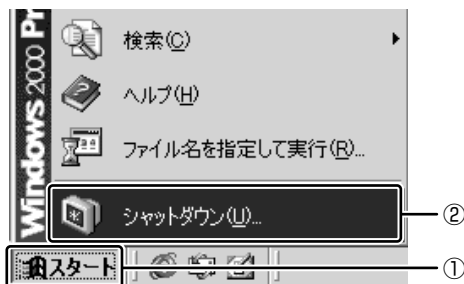 Windows 2000 Pr
検索(C)
ヘルプ(H)
ファイル名を指定して実行(R)...
シャットダウン(U)...
②
スタート
①